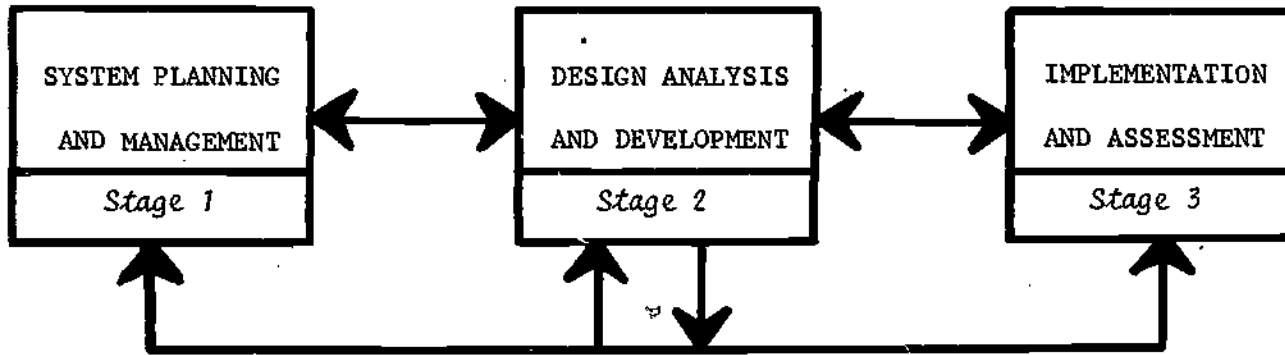 SYSTEM PLANNING
AND MANAGEMENT
Stage 1
DESIGN ANALYSIS
AND DEVELOPMENT
Stage 2
IMPLEMENTATION
AND ASSESSMENT
Stage 3